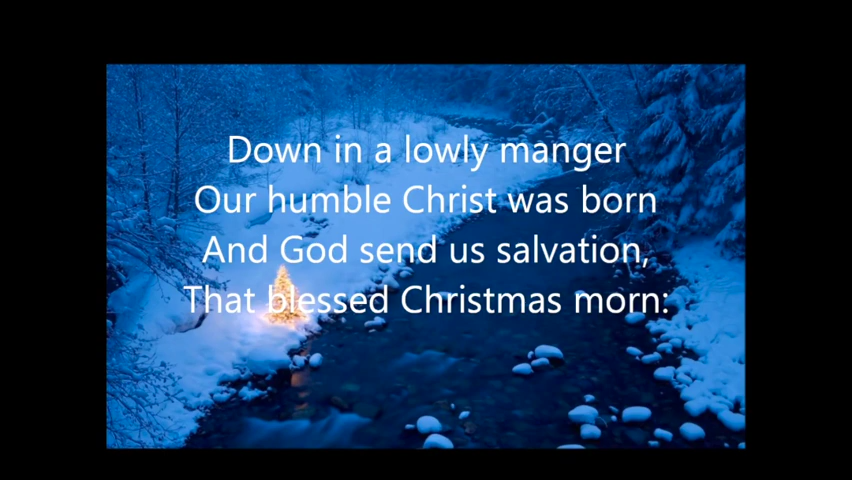 Down in a lowly manger
Our humble Christ was born
And God send us salvation,
That blessed Christmas morn: